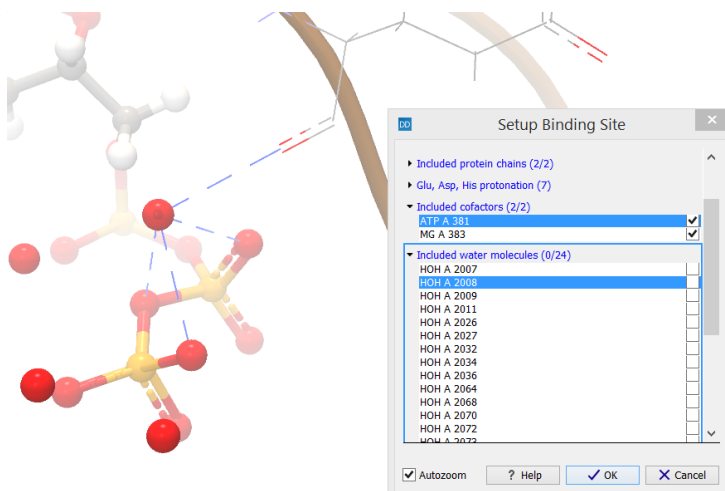 DD Setup Binding Site
Included protein chains (2/2)
Glu, Asp, His protonation (7)
Included cofactors (2/2)
ATP A 381
MG A 383
Included water molecules (0/24)
HOH A 2007
HOH A 2008
HOH A 2009
HOH A 2011
HOH A 2026
HOH A 2027
HOH A 2032
HOH A 2034
HOH A 2036
HOH A 2064
HOH A 2068
HOH A 2070
HOH A 2072
HOH A 2073
Autozoom ? Help OK Cancel